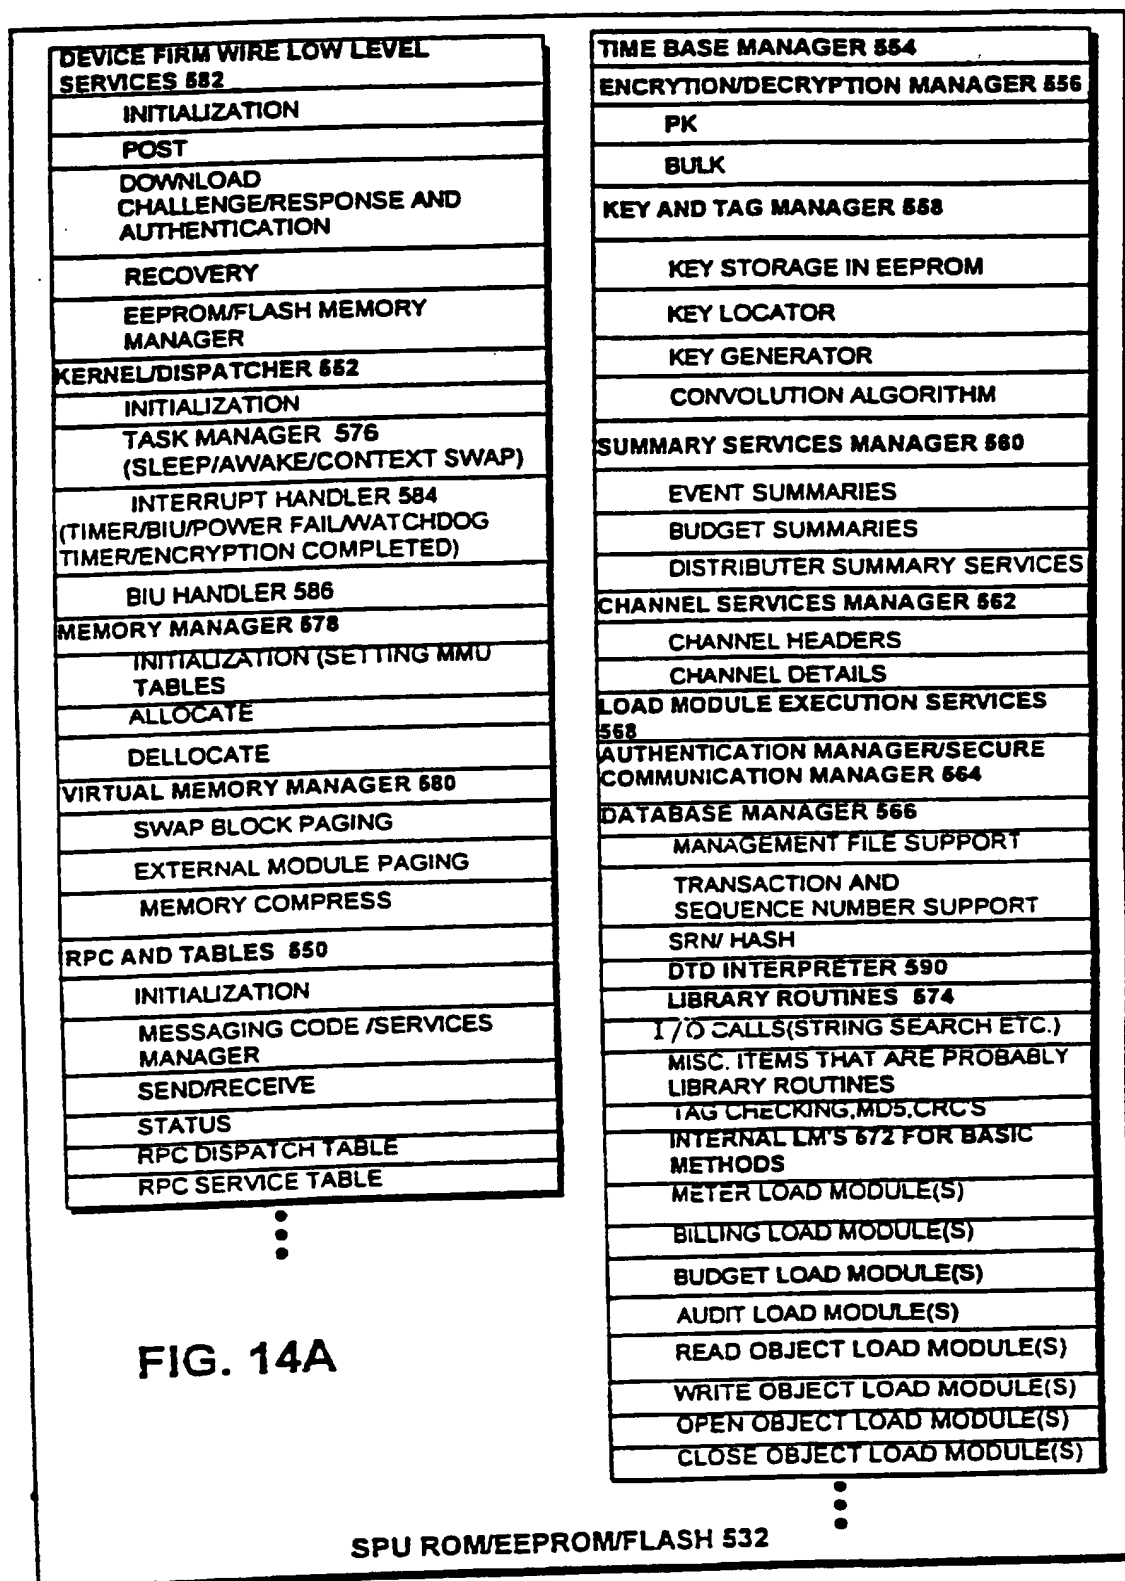 DEVICE FIRM WIRE LOW LEVEL
SERVICES 582
INITIALIZATION
POST
DOWNLOAD
CHALLENGE/RESPONSE AND
AUTHENTICATION
RECOVERY
EEPROM/FLASH MEMORY
MANAGER
KERNEL/DISPATCHER 552
INITIALIZATION
TASK MANAGER 576
(SLEEP/AWAKE/CONTEXT SWAP)
INTERRUPT HANDLER 584
(TIMER/BIU/POWER FAIL/WATCHDOG
TIMER/ENCRYPTION COMPLETED)
BIU HANDLER 586
MEMORY MANAGER 578
INITIALIZATION (SETTING MMU
TABLES
ALLOCATE
DELLOCATE
VIRTUAL MEMORY MANAGER 580
SWAP BLOCK PAGING
EXTERNAL MODULE PAGING
MEMORY COMPRESS
RPC AND TABLES 550
INITIALIZATION
MESSAGING CODE /SERVICES
MANAGER
SEND/RECEIVE
STATUS
RPC DISPATCH TABLE
RPC SERVICE TABLE
TIME BASE MANAGER 554
ENCRYTION/DECRYPTION MANAGER 556
PK
BULK
KEY AND TAG MANAGER 558
KEY STORAGE IN EEPROM
KEY LOCATOR
KEY GENERATOR
CONVOLUTION ALGORITHM
SUMMARY SERVICES MANAGER 560
EVENT SUMMARIES
BUDGET SUMMARIES
DISTRIBUTER SUMMARY SERVICES
CHANNEL SERVICES MANAGER 562
CHANNEL HEADERS
CHANNEL DETAILS
LOAD MODULE EXECUTION SERVICES
568
AUTHENTICATION MANAGER/SECURE
COMMUNICATION MANAGER 564
DATABASE MANAGER 566
MANAGEMENT FILE SUPPORT
TRANSACTION AND
SEQUENCE NUMBER SUPPORT
SRN/ HASH
DTD INTERPRETER 590
LIBRARY ROUTINES 574
I/O CALLS(STRING SEARCH ETC.)
MISC. ITEMS THAT ARE PROBABLY
LIBRARY ROUTINES
TAG CHECKING,MD5,CRC'S
INTERNAL LM'S 572 FOR BASIC
METHODS
METER LOAD MODULE(S)
BILLING LOAD MODULE(S)
BUDGET LOAD MODULE(S)
AUDIT LOAD MODULE(S)
READ OBJECT LOAD MODULE(S)
WRITE OBJECT LOAD MODULE(S)
OPEN OBJECT LOAD MODULE(S)
CLOSE OBJECT LOAD MODULE(S)
FIG. 14A
SPU ROM/EEPROM/FLASH 532